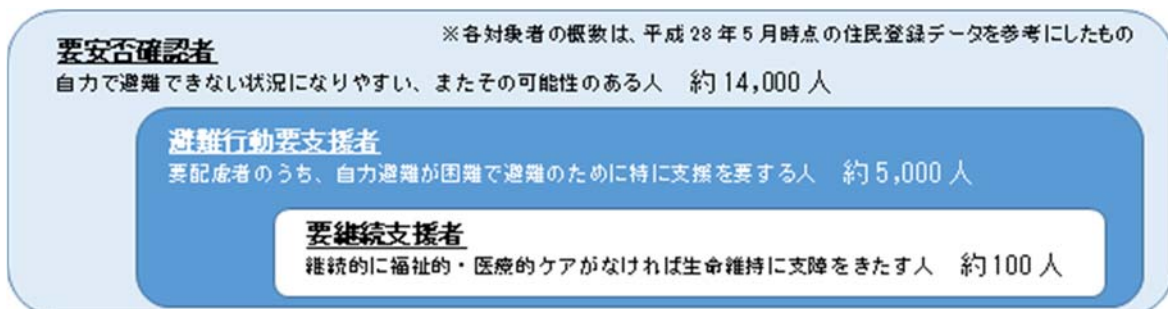 ※各対象者の概数は、平成28年5月時点の住民登録データを参考にしたもの
要安否確認者
自力で避難できない状況になりやすい、またその可能性のある人　約14,000人
避難行動要支援者
要配慮者のうち、自力避難が困難で避難のために特に支援を要する人　約5,000人
要継続支援者
継続的に福祉的・医療的ケアがなければ生命維持に支障をきたす人　約100人